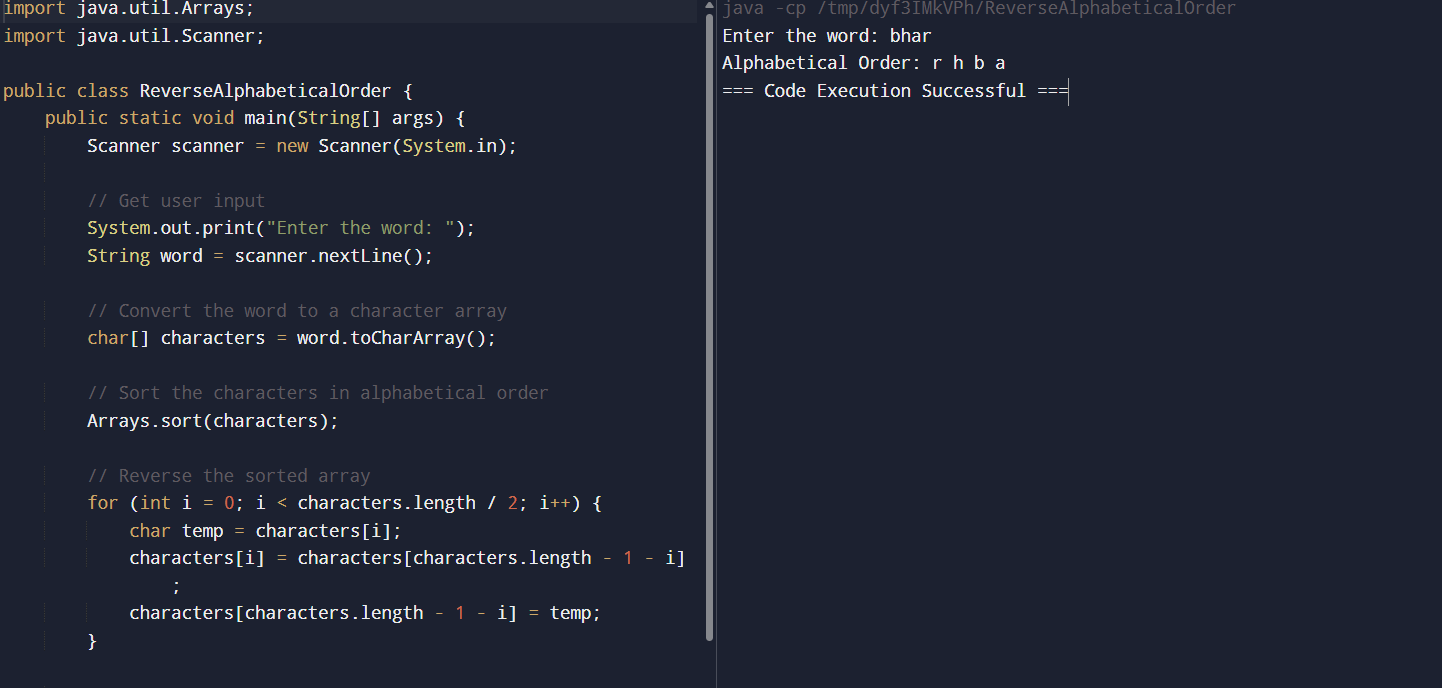 import java.util.Arrays;
import java.util.Scanner;

public class ReverseAlphabeticalOrder {
    public static void main(String[] args) {
        Scanner scanner = new Scanner(System.in);

        // Get user input
        System.out.print("Enter the word: ");
        String word = scanner.nextLine();

        // Convert the word to a character array
        char[] characters = word.toCharArray();

        // Sort the characters in alphabetical order
        Arrays.sort(characters);

        // Reverse the sorted array
        for (int i = 0; i < characters.length / 2; i++) {
            char temp = characters[i];
            characters[i] = characters[characters.length - 1 - i]
                ;
            characters[characters.length - 1 - i] = temp;
        }
java -cp /tmp/dyf3IMkVPh/ReverseAlphabeticalOrder
Enter the word: bhar
Alphabetical Order: r h b a
=== Code Execution Successful ===